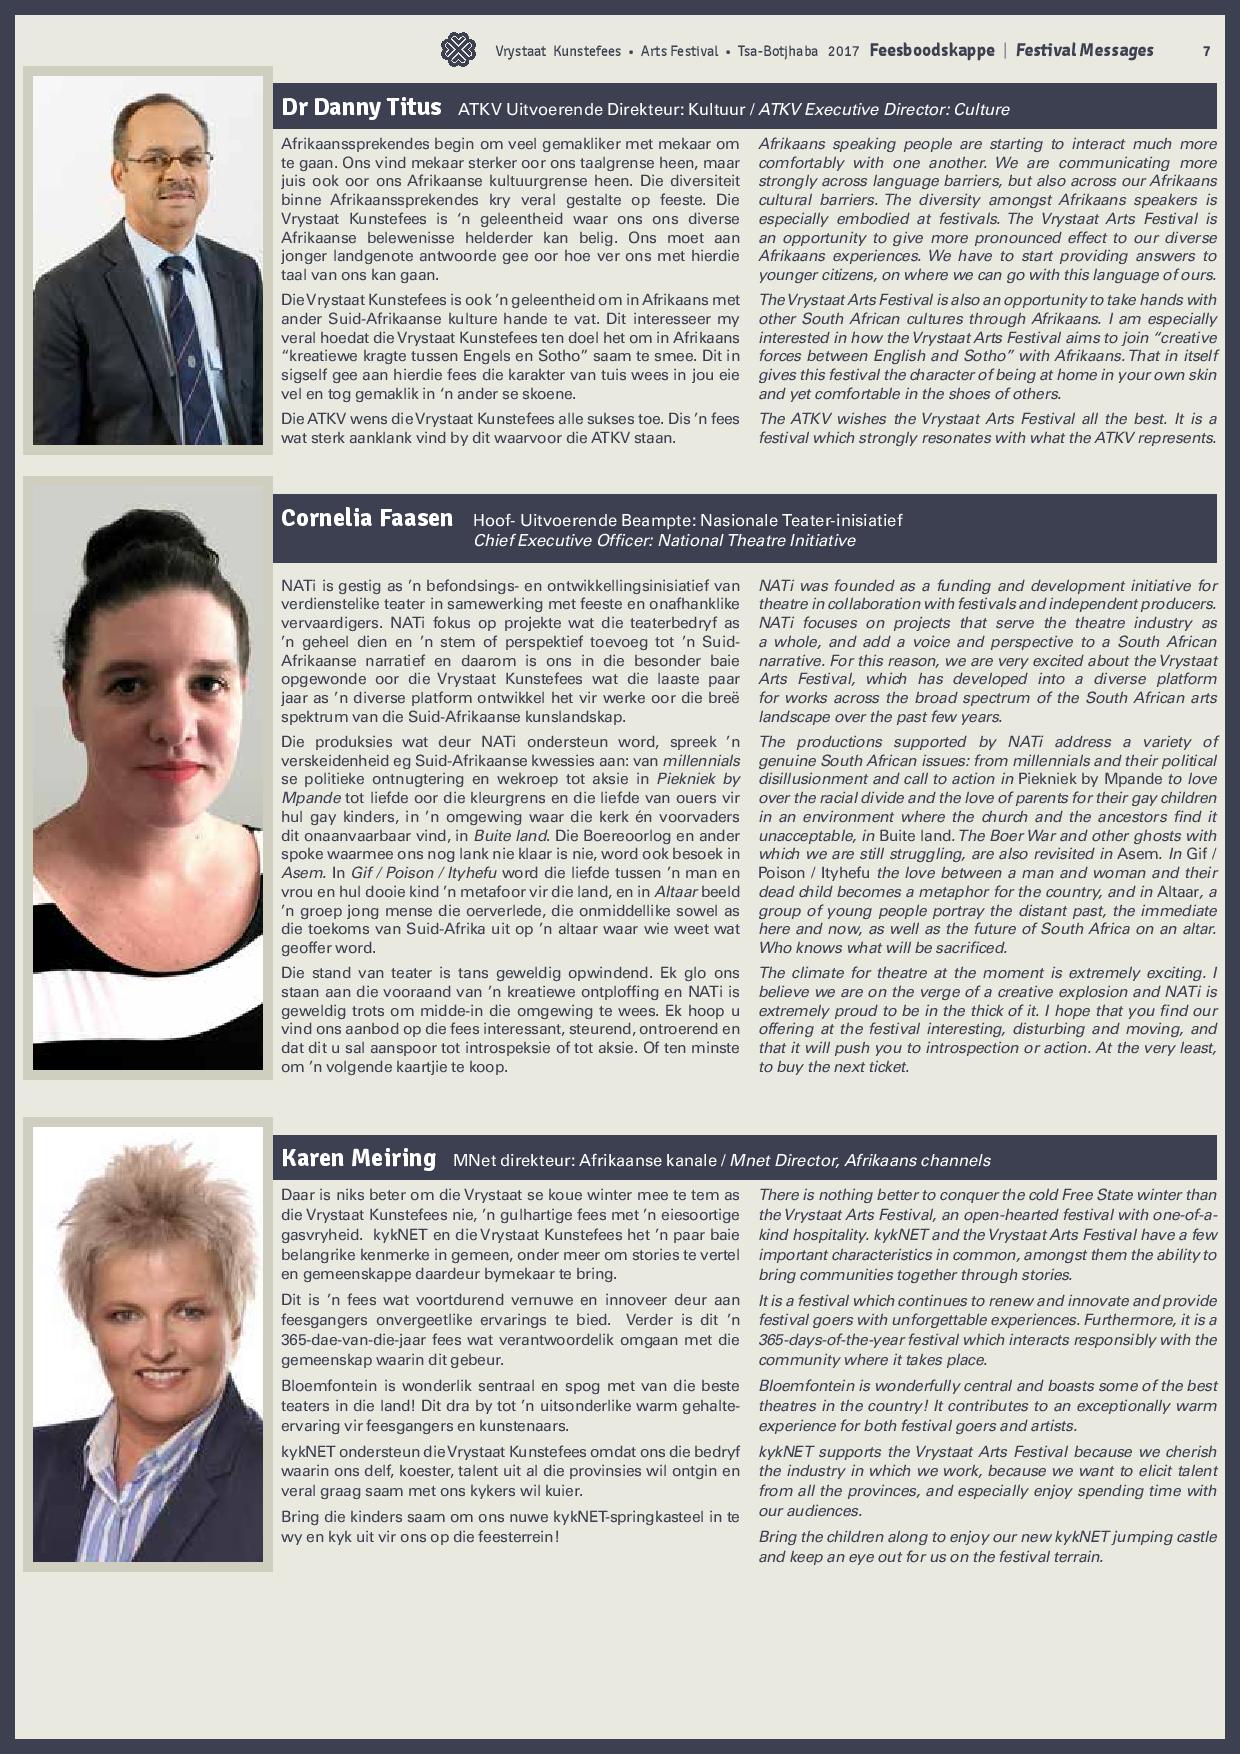 Vrystaat Kunstefees • Arts Festival • Tsa-Botjhaba 2017 Feesboodskappe | Festival Messages 7
Dr Danny Titus ATKV Uitvoerende Direkteur: Kultuur / ATKV Executive Director: Culture
Afrikaanssprekendes begin om veel gemakliker met mekaar om
te gaan. Ons vind mekaar sterker oor ons taalgrense heen, maar
juis ook oor ons Afrikaanse kultuurgrense heen. Die diversiteit
binne Afrikaanssprekendes kry veral gestalte op feeste. Die
Vrystaat Kunstefees is ‘n geleentheid waar ons ons diverse
Afrikaanse belewenisse helderder kan belig. Ons moet aan
jonger landgenote antwoorde gee oor hoe ver ons met hierdie
taal van ons kan gaan.
Die Vrystaat Kunstefees is ook ’n geleentheid om in Afrikaans met
ander Suid-Afrikaanse kulture hande te vat. Dit interesseer my
veral hoedat die Vrystaat Kunstefees ten doel het om in Afrikaans
“kreatiewe kragte tussen Engels en Sotho” saam te smee. Dit in
sigself gee aan hierdie fees die karakter van tuis wees in jou eie
vel en tog gemaklik in ‘n ander se skoene.
Die ATKV wens die Vrystaat Kunstefees alle sukses toe. Dis ’n fees
wat sterk aanklank vind by dit waarvoor die ATKV staan.
Afrikaans speaking people are starting to interact much more
comfortably with one another. We are communicating more
strongly across language barriers, but also across our Afrikaans
cultural barriers. The diversity amongst Afrikaans speakers is
especially embodied at festivals. The Vrystaat Arts Festival is
an opportunity to give more pronounced effect to our diverse
Afrikaans experiences. We have to start providing answers to
younger citizens, on where we can go with this language of ours.
The Vrystaat Arts Festival is also an opportunity to take hands with
other South African cultures through Afrikaans. I am especially
interested in how the Vrystaat Arts Festival aims to join “creative
forces between English and Sotho” with Afrikaans. That in itself
gives this festival the character of being at home in your own skin
and yet comfortable in the shoes of others.
The ATKV wishes the Vrystaat Arts Festival all the best. It is a
festival which strongly resonates with what the ATKV represents.
Cornelia Faasen Hoof- Uitvoerende Beampte: Nasionale Teater-inisiatief
Chief Executive Officer: National Theatre Initiative
NATi is gestig as ’n befondsings- en ontwikkellingsinisiatief van
verdienstelike teater in samewerking met feeste en onafhanklike
vervaardigers. NATi fokus op projekte wat die teaterbedryf as
’n geheel dien en ’n stem of perspektief toevoeg tot ’n Suid-
Afrikaanse narratief en daarom is ons in die besonder baie
opgewonde oor die Vrystaat Kunstefees wat die laaste paar
jaar as ’n diverse platform ontwikkel het vir werke oor die breë
spektrum van die Suid-Afrikaanse kunslandskap.
Die produksies wat deur NATi ondersteun word, spreek ’n
verskeidenheid eg Suid-Afrikaanse kwessies aan: van millennials
se politieke ontnugtering en wekroep tot aksie in Piekniek by
Mpande tot liefde oor die kleurgrens en die liefde van ouers vir
hul gay kinders, in ’n omgewing waar die kerk én voorvaders
dit onaanvaarbaar vind, in Buite land. Die Boereoorlog en ander
spoke waarmee ons nog lank nie klaar is nie, word ook besoek in
Asem. In Gif / Poison / Ityhefu word die liefde tussen ’n man en
vrou en hul dooie kind ’n metafoor vir die land, en in Altaar beeld
’n groep jong mense die oerverlede, die onmiddellike sowel as
die toekoms van Suid-Afrika uit op ’n altaar waar wie weet wat
geoffer word.
Die stand van teater is tans geweldig opwindend. Ek glo ons
staan aan die vooraand van ’n kreatiewe ontploffing en NATi is
geweldig trots om midde-in die omgewing te wees. Ek hoop u
vind ons aanbod op die fees interessant, steurend, ontroerend en
dat dit u sal aanspoor tot introspeksie of tot aksie. Of ten minste
om ’n volgende kaartjie te koop.
NATi was founded as a funding and development initiative for
theatre in collaboration with festivals and independent producers.
NATi focuses on projects that serve the theatre industry as
a whole, and add a voice and perspective to a South African
narrative. For this reason, we are very excited about the Vrystaat
Arts Festival, which has developed into a diverse platform
for works across the broad spectrum of the South African arts
landscape over the past few years.
The productions supported by NATi address a variety of
genuine South African issues: from millennials and their political
disillusionment and call to action in Piekniek by Mpande to love
over the racial divide and the love of parents for their gay children
in an environment where the church and the ancestors find it
unacceptable, in Buite land. The Boer War and other ghosts with
which we are still struggling, are also revisited in Asem. In Gif /
Poison / Ityhefu the love between a man and woman and their
dead child becomes a metaphor for the country, and in Altaar, a
group of young people portray the distant past, the immediate
here and now, as well as the future of South Africa on an altar.
Who knows what will be sacrificed.
The climate for theatre at the moment is extremely exciting. I
believe we are on the verge of a creative explosion and NATi is
extremely proud to be in the thick of it. I hope that you find our
offering at the festival interesting, disturbing and moving, and
that it will push you to introspection or action. At the very least,
to buy the next ticket.
Karen Meiring MNet direkteur: Afrikaanse kanale / Mnet Director, Afrikaans channels
Daar is niks beter om die Vrystaat se koue winter mee te tem as
die Vrystaat Kunstefees nie, ’n gulhartige fees met ’n eiesoortige
gasvryheid. kykNET en die Vrystaat Kunstefees het ’n paar baie
belangrike kenmerke in gemeen, onder meer om stories te vertel
en gemeenskappe daardeur bymekaar te bring.
Dit is ’n fees wat voortdurend vernuwe en innoveer deur aan
feesgangers onvergeetlike ervarings te bied. Verder is dit ’n
365-dae-van-die-jaar fees wat verantwoordelik omgaan met die
gemeenskap waarin dit gebeur.
Bloemfontein is wonderlik sentraal en spog met van die beste
teaters in die land! Dit dra by tot ’n uitsonderlike warm gehalte-
ervaring vir feesgangers en kunstenaars.
kykNET ondersteun die Vrystaat Kunstefees omdat ons die bedryf
waarin ons delf, koester, talent uit al die provinsies wil ontgin en
veral graag saam met ons kykers wil kuier.
Bring die kinders saam om ons nuwe kykNET-springkasteel in te
wy en kyk uit vir ons op die feesterrein!
There is nothing better to conquer the cold Free State winter than
the Vrystaat Arts Festival, an open-hearted festival with one-of-a-
kind hospitality. kykNET and the Vrystaat Arts Festival have a few
important characteristics in common, amongst them the ability to
bring communities together through stories.
It is a festival which continues to renew and innovate and provide
festival goers with unforgettable experiences. Furthermore, it is a
365-days-of-the-year festival which interacts responsibly with the
community where it takes place.
Bloemfontein is wonderfully central and boasts some of the best
theatres in the country! It contributes to an exceptionally warm
experience for both festival goers and artists.
kykNET supports the Vrystaat Arts Festival because we cherish
the industry in which we work, because we want to elicit talent
from all the provinces, and especially enjoy spending time with
our audiences.
Bring the children along to enjoy our new kykNET jumping castle
and keep an eye out for us on the festival terrain.